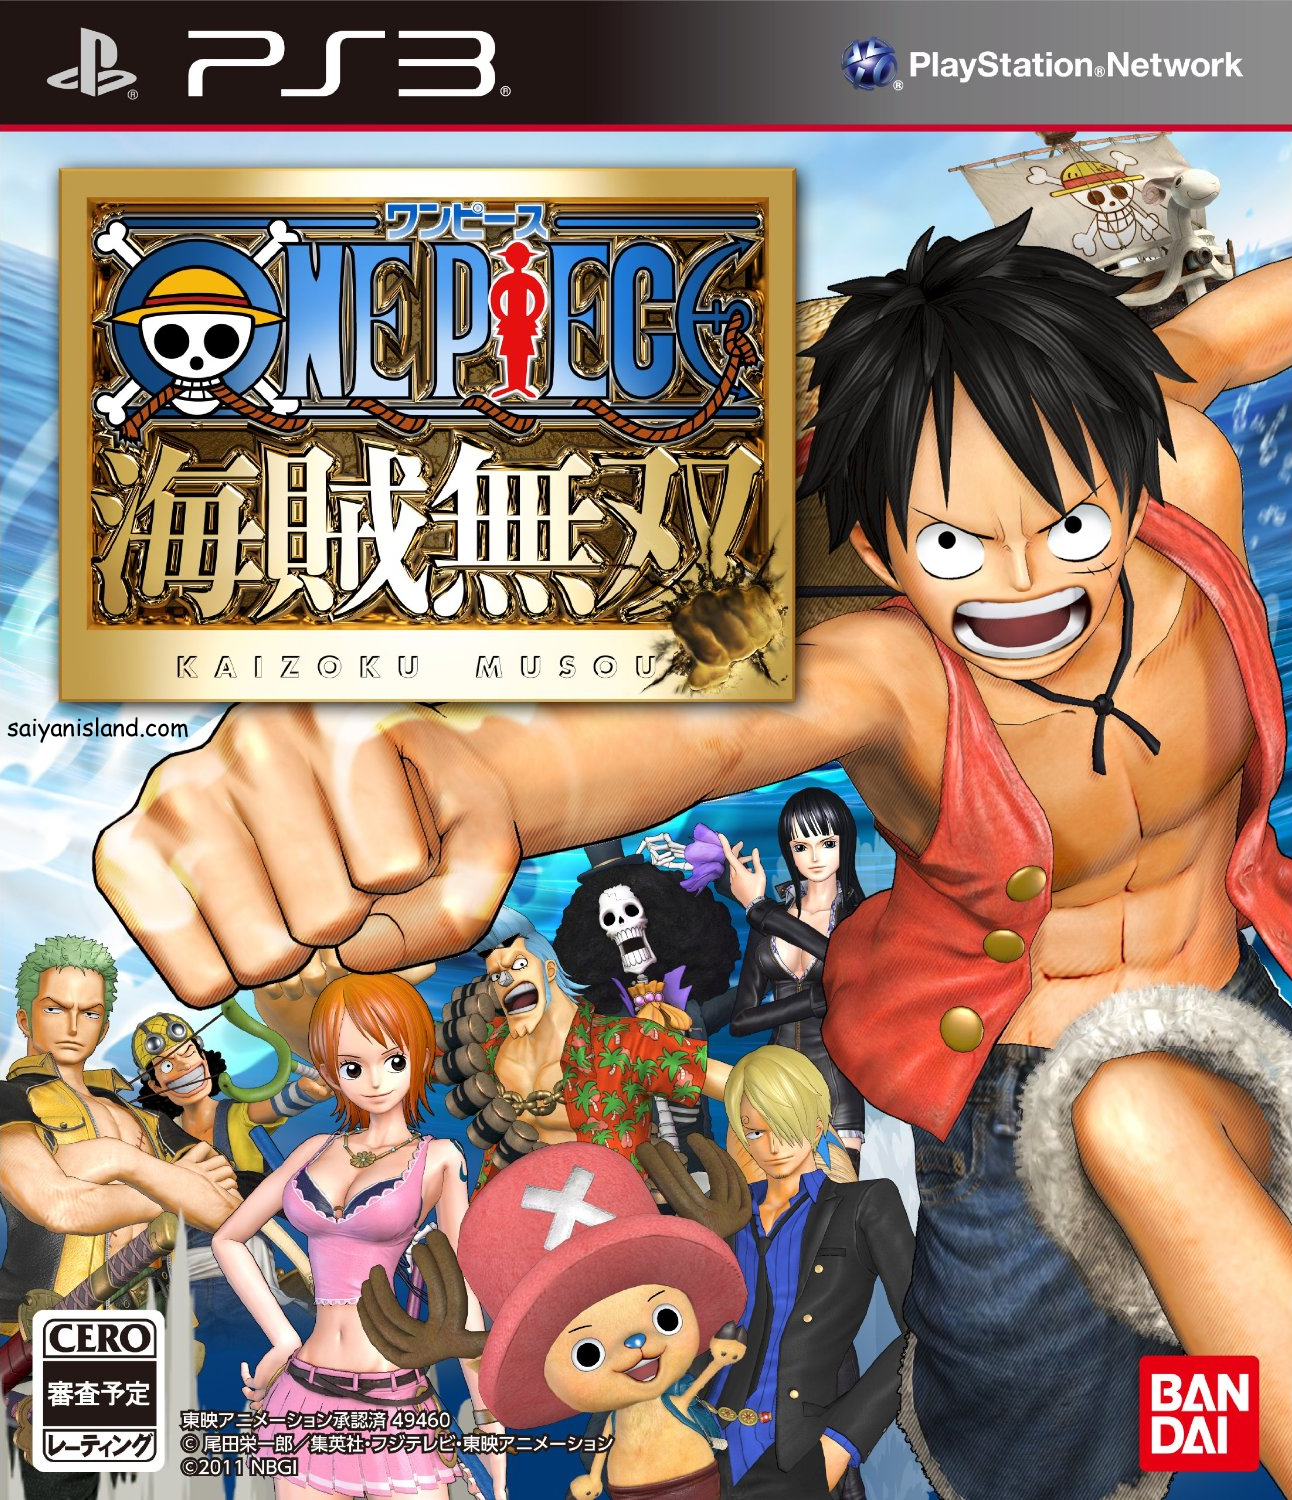 PS3®
PlayStation®Network
ワンピース
ONE PIECE
海賊無双
KAIZOKU MUSOU
saiyanisland.com
CERO
審査予定
レーティング
東映アニメーション承認済 49460
© 尾田栄一郎／集英社・フジテレビ・東映アニメーション
©2011 NBGI
BAN
DAI